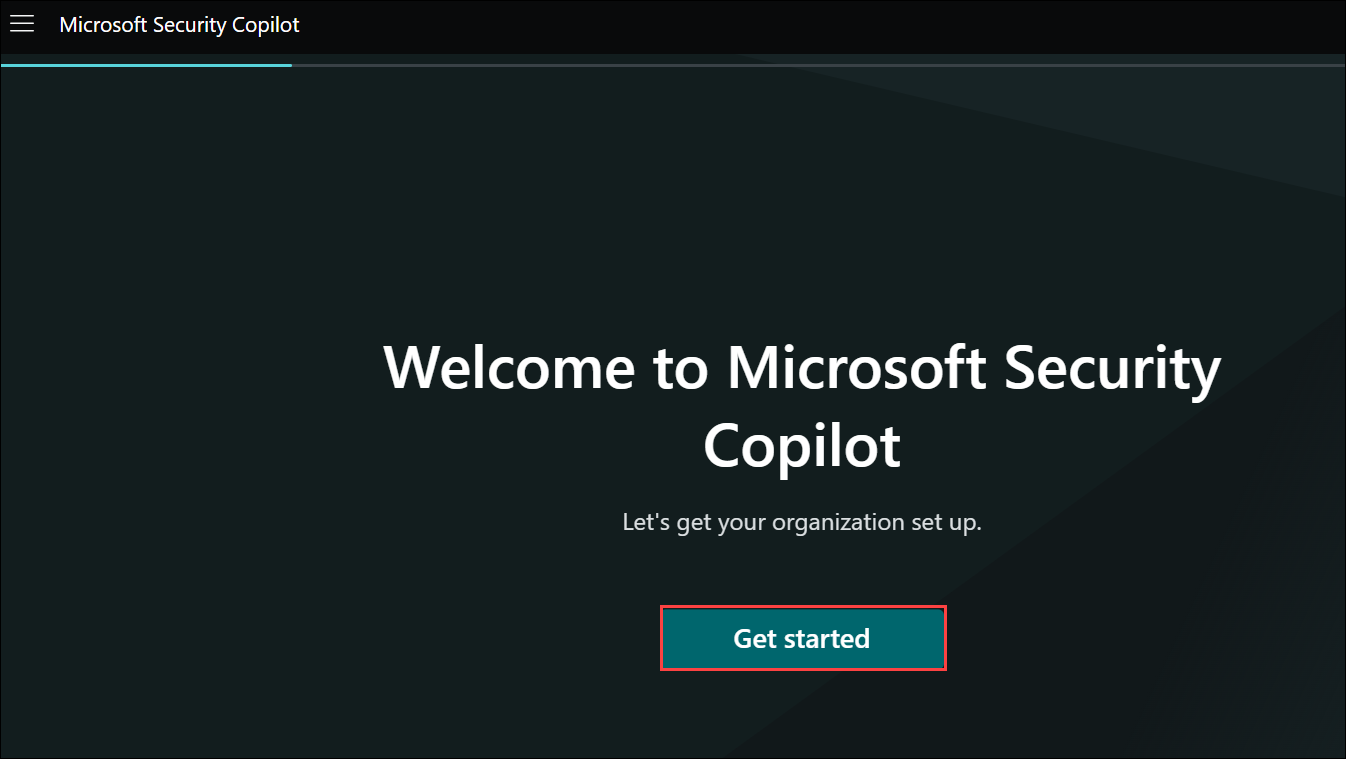 Microsoft Security Copilot
Welcome to Microsoft Security
Copilot
Let's get your organization set up.
Get started